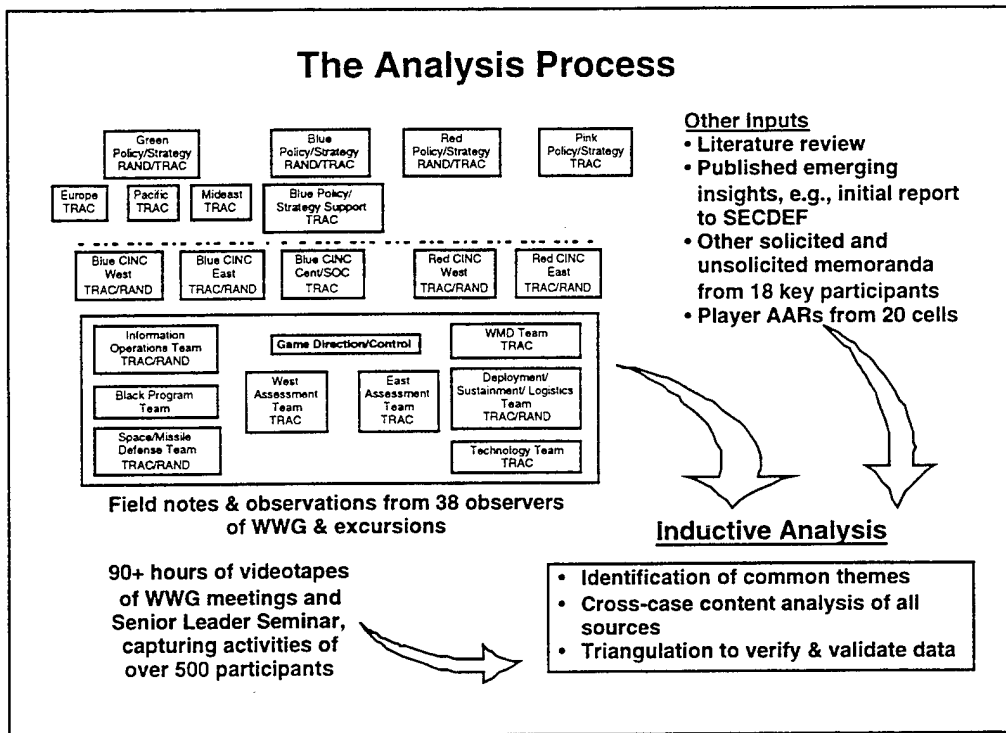 The Analysis Process
Green
Policy/Strategy
RAND/TRAC
Blue
Policy/Strategy
RAND/TRAC
Red
Policy/Strategy
RAND/TRAC
Pink
Policy/Strategy
TRAC
Europe
TRAC
Pacific
TRAC
Mideast
TRAC
Blue Policy/
Strategy Support
TRAC
Blue CINC
West
TRAC/RAND
Blue CINC
East
TRAC/RAND
Blue CINC
Cent/SOC
TRAC
Red CINC
West
TRAC/RAND
Red CINC
East
TRAC/RAND
Information
Operations Team
TRAC/RAND
Black Program
Team
Space/Missile
Defense Team
TRAC/RAND
Game Direction/Control
West
Assessment
Team
TRAC
East
Assessment
Team
TRAC
WMD Team
TRAC
Deployment/
Sustainment/ Logistics
Team
TRAC/RAND
Technology Team
TRAC
Field notes & observations from 38 observers
of WWG & excursions
90+ hours of videotapes
of WWG meetings and
Senior Leader Seminar,
capturing activities of
over 500 participants
Other Inputs
• Literature review
• Published emerging
insights, e.g., initial report
to SECDEF
• Other solicited and
unsolicited memoranda
from 18 key participants
• Player AARs from 20 cells
Inductive Analysis
• Identification of common themes
• Cross-case content analysis of all
sources
• Triangulation to verify & validate data